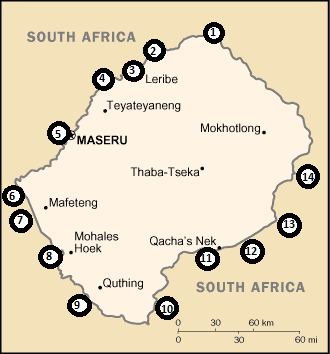 1
2
SOUTH AFRICA
3
4
Leribe
Teyateyaneng
Mokhotlong
5
MASERU
Thaba-Tseka
14
6
Mafeteng
7
13
Mohales
Hoek
Qacha's Nek
12
8
11
Quthing
SOUTH AFRICA
9
10
0 30 60 km
0 30 60 mi